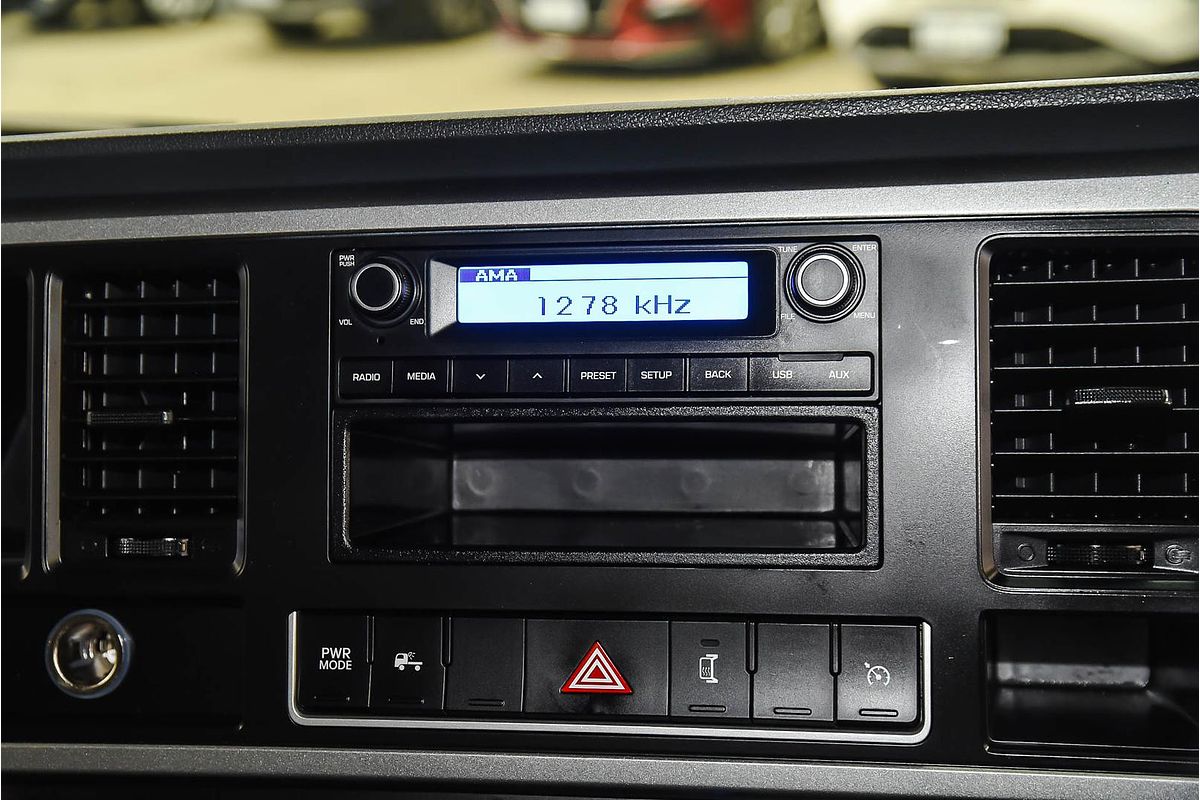 PWR
PUSH
VOL
END
AMA
1278 kHz
TUNE
ENTER
FILE
MENU
RADIO MEDIA PRESET SETUP BACK USB AUX
PWR
MODE